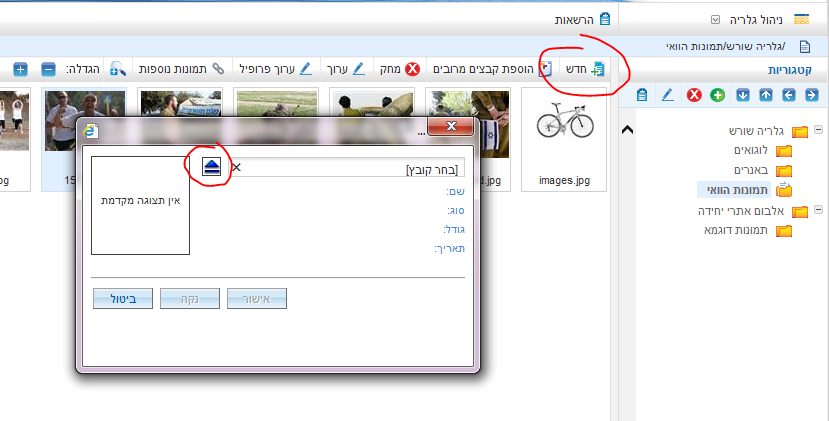 ניהול גלריה
הרשאות
/גלריה שורש/תמונות הוואי
קטגוריות
חדש
הוספת קבצים מרובים
מחק
ערוך
ערוך פרופיל
תמונות נוספות
הגדלה:
גלריה שורש
לוגואים
באנרים
תמונות הוואי
אלבום אתרי יחידה
תמונות דוגמא
images.jpg
d.jpg
15
pg
...
[בחר קובץ]
אין תצוגה מקדמת
שם:
סוג:
גודל:
תאריך:
אישור
נקה
ביטול